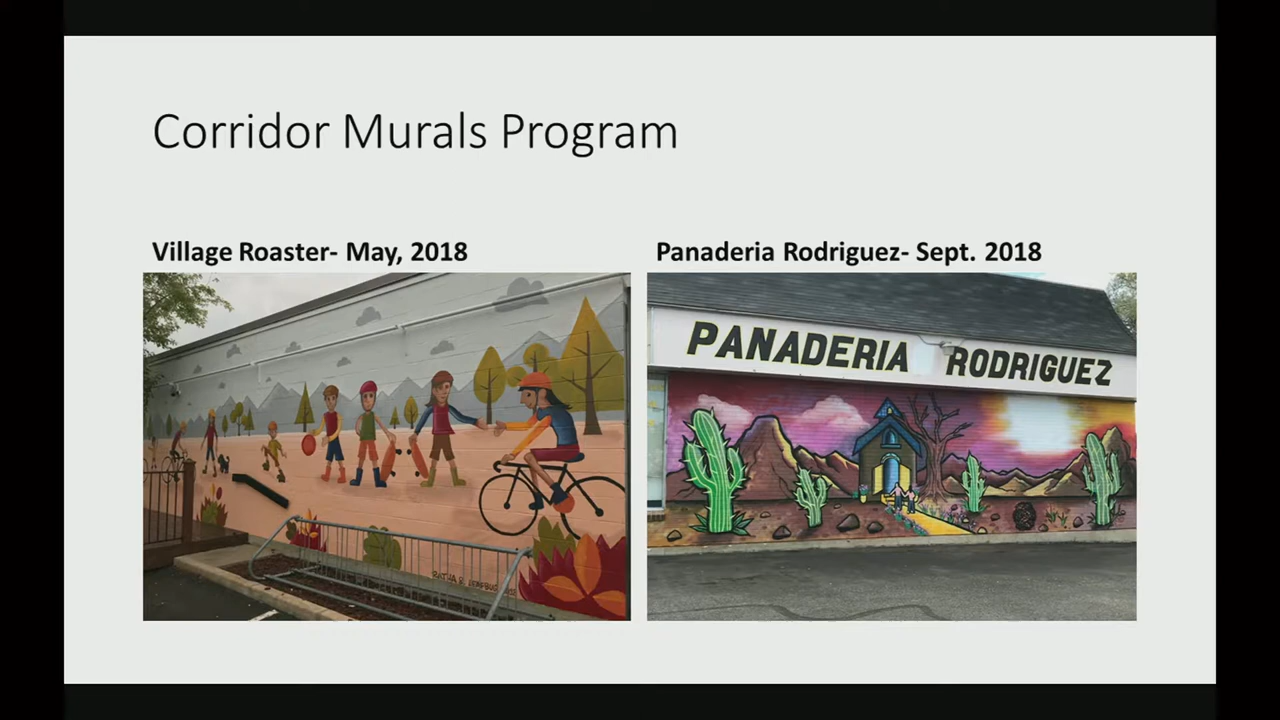 Corridor Murals Program
Village Roaster- May, 2018
Panaderia Rodriguez- Sept. 2018
PANADERIA RODRIGUEZ